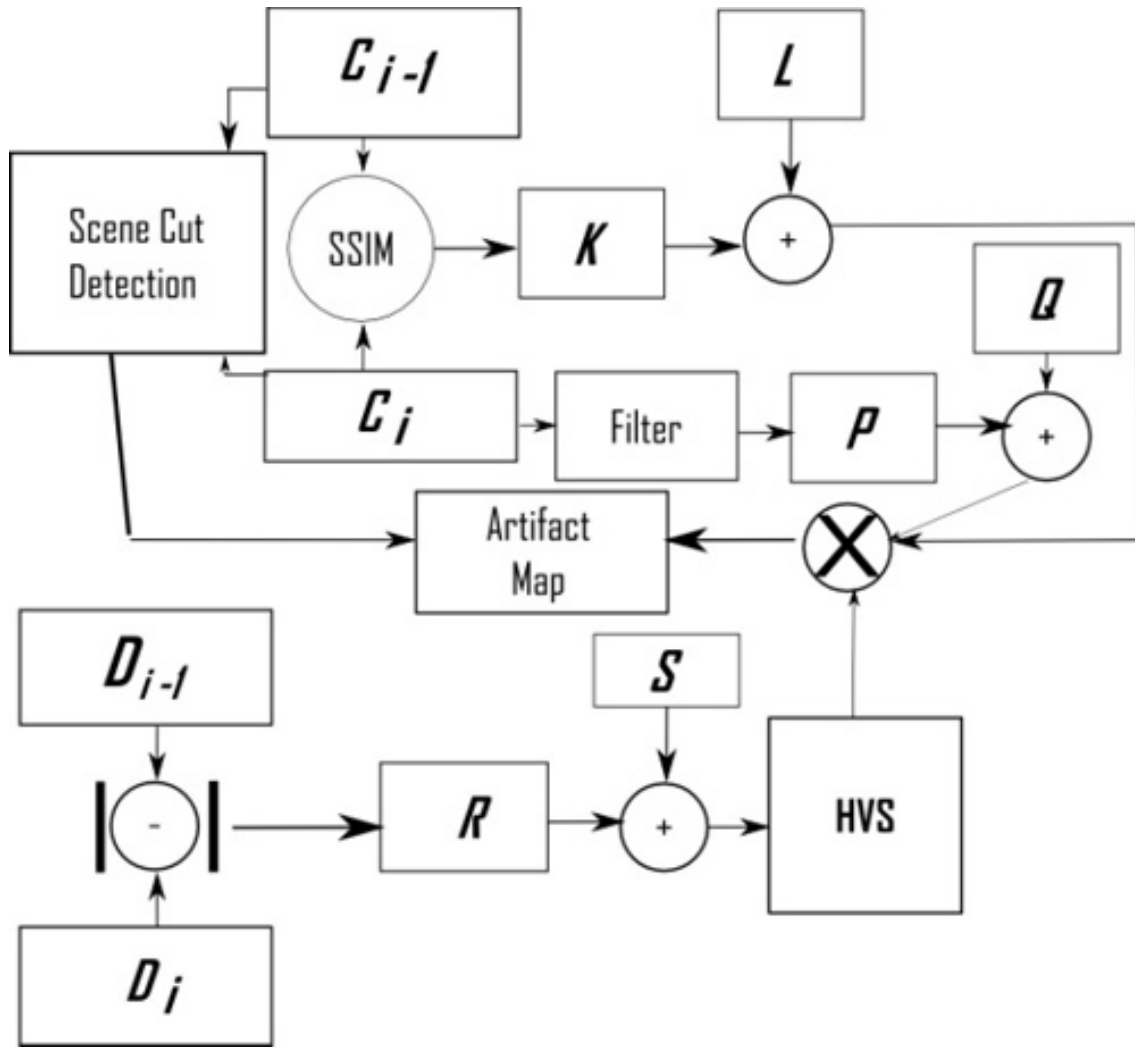 C i-1
L
Scene Cut
Detection
SSIM
K
+
Q
C i
Filter
P
+
Artifact
Map
X
D i-1
S
-
R
+
HVS
D i